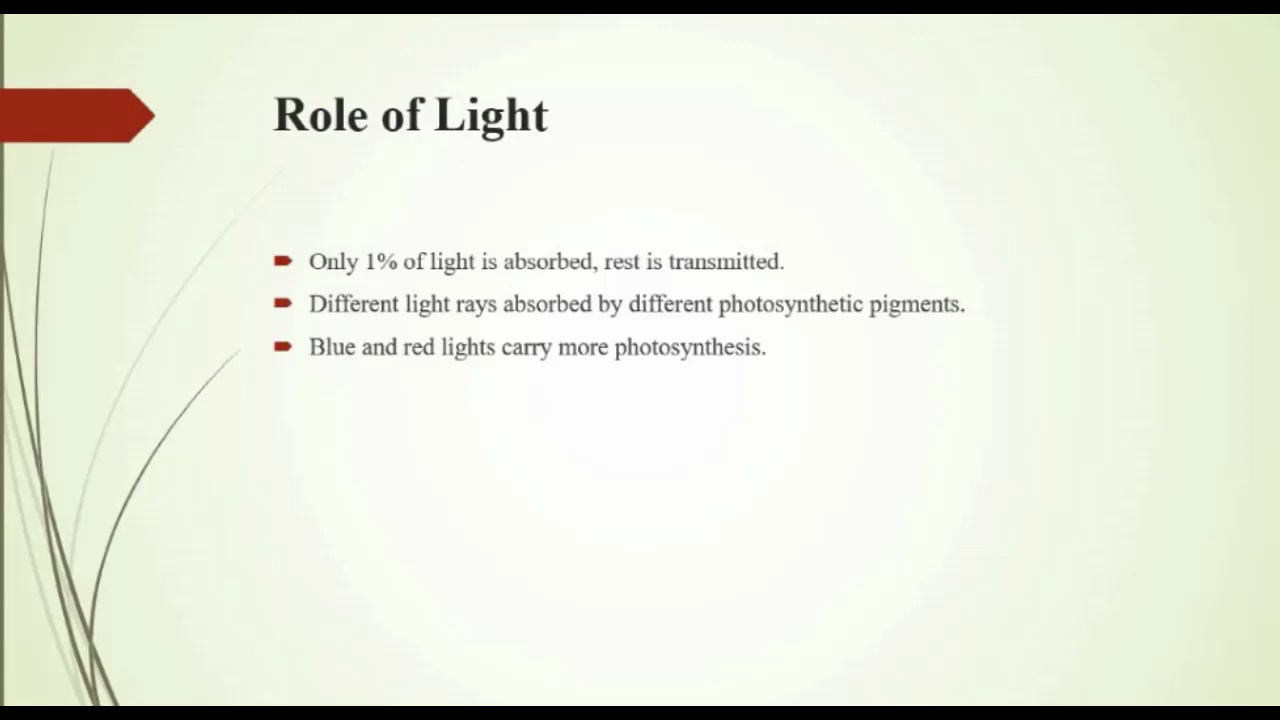 Role of Light
Only 1% of light is absorbed, rest is transmitted.
Different light rays absorbed by different photosynthetic pigments.
Blue and red lights carry more photosynthesis.